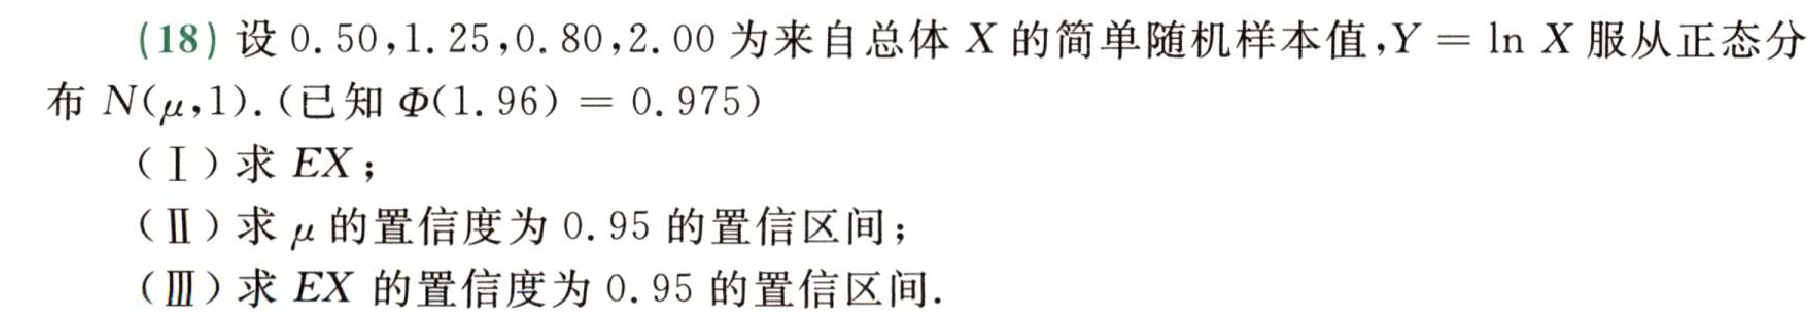 (18) 设 0.50,1.25,0.80,2.00 为来自总体 X 的简单随机样本值,Y = ln X 服从正态分
布 N(μ,1).(已知 Φ(1.96) = 0.975)
(Ⅰ) 求 EX;
(Ⅱ) 求 μ 的置信度为 0.95 的置信区间;
(Ⅲ) 求 EX 的置信度为 0.95 的置信区间.